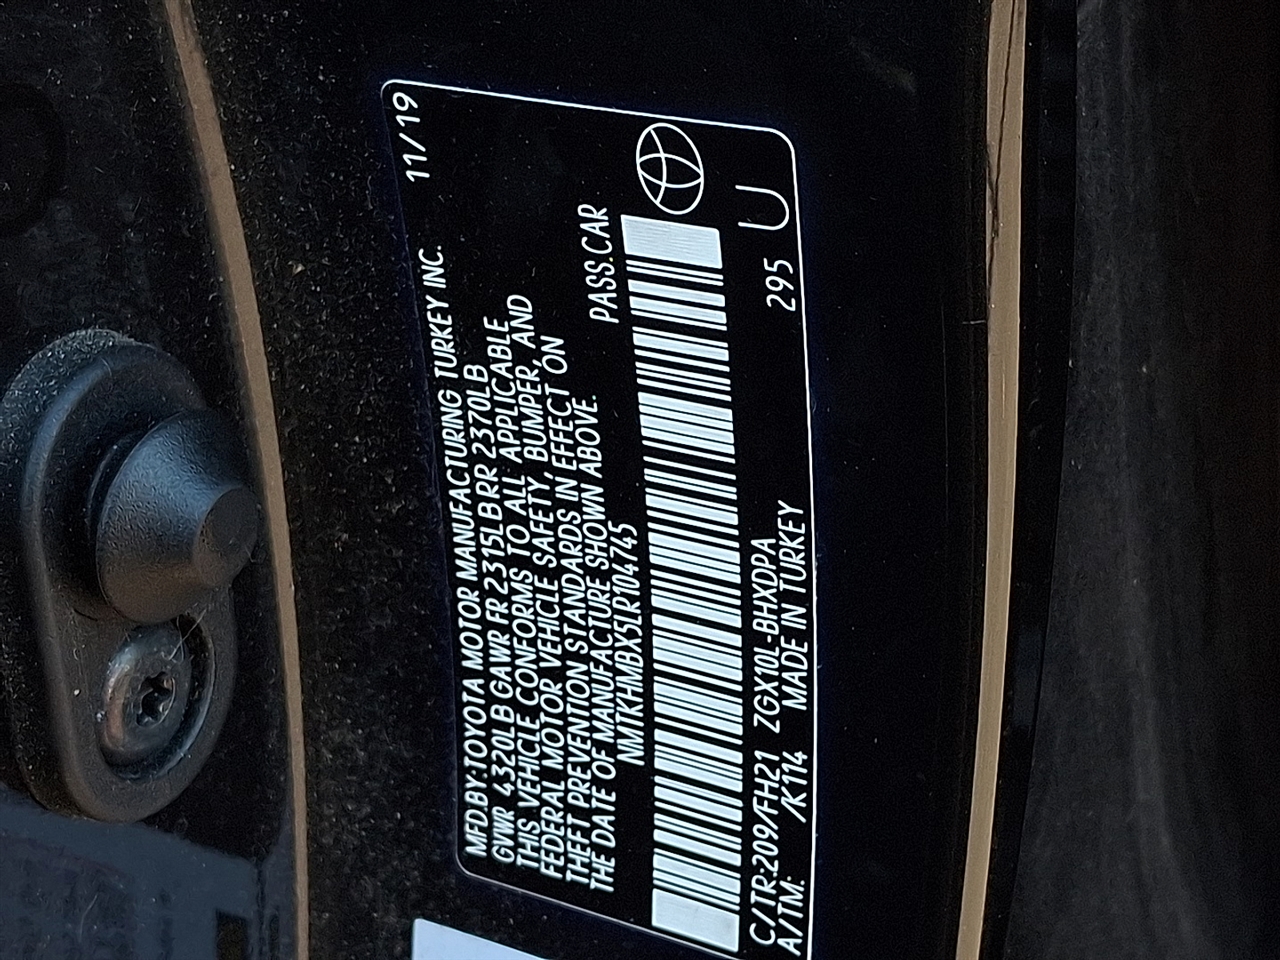 MFD.BY:TOYOTA MOTOR MANUFACTURING TURKEY INC. 11/19
GVWR 4320LB GAWR FR 2315LB RR 2370LB
THIS VEHICLE CONFORMS TO ALL APPLICABLE
FEDERAL MOTOR VEHICLE SAFETY, BUMPER, AND
THEFT PREVENTION STANDARDS IN EFFECT ON
THE DATE OF MANUFACTURE SHOWN ABOVE.
NMTKHMBX5LR104745 PASS.CAR
C/TR:209/FH21 ZGX10L-BHXDPA 295 U
A/TM: /K114 MADE IN TURKEY